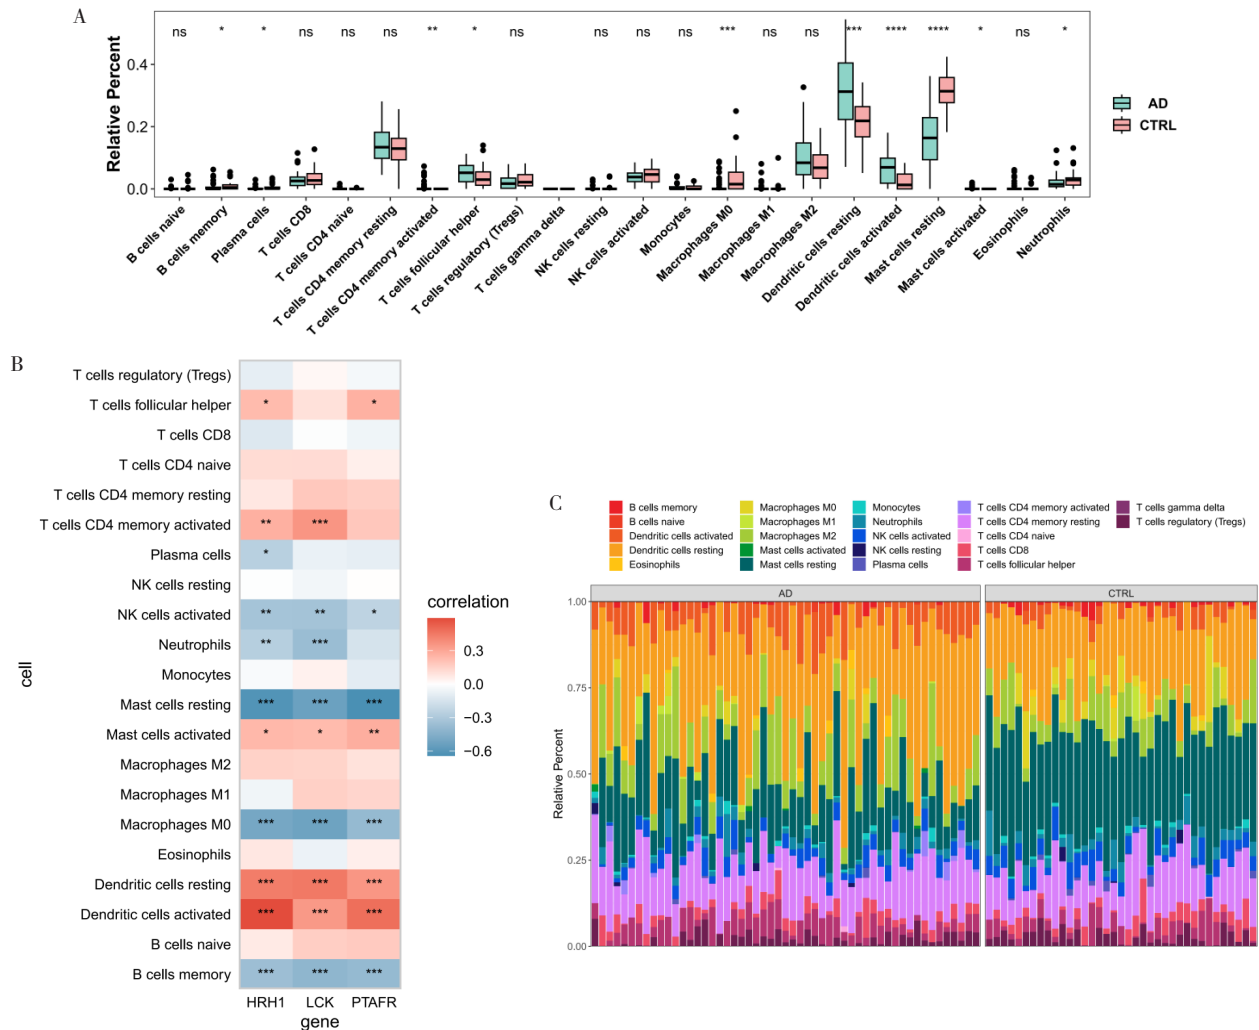 A
Relative Percent
0.4
0.2
0.0
ns * * ns ns ** * ns ns ns ns *** ns ns *** **** **** * ns *
AD
CTRL
B cells naive
B cells memory
Plasma cells
T cells CD8
T cells CD4 naive
T cells CD4 memory resting
T cells CD4 memory activated
T cells follicular helper
T cells regulatory (Tregs)
T cells gamma delta
NK cells resting
NK cells activated
Monocytes
Macrophages M0
Macrophages M1
Macrophages M2
Dendritic cells resting
Dendritic cells activated
Mast cells resting
Mast cells activated
Eosinophils
Neutrophils
B
cell
T cells regulatory (Tregs)
T cells follicular helper * *
T cells CD8
T cells CD4 naive
T cells CD4 memory resting
T cells CD4 memory activated ** ***
Plasma cells *
NK cells resting
NK cells activated ** ** *
Neutrophils ** ***
Monocytes
Mast cells resting *** *** ***
Mast cells activated * * **
Macrophages M2
Macrophages M1
Macrophages M0 *** *** ***
Eosinophils
Dendritic cells resting *** *** ***
Dendritic cells activated *** *** ***
B cells naive
B cells memory *** *** ***
HRH1 LCK PTAFR
gene
correlation
0.3
0.0
−0.3
−0.6
C
B cells memory
B cells naive
Dendritic cells activated
Dendritic cells resting
Eosinophils
Macrophages M0
Macrophages M1
Macrophages M2
Mast cells activated
Mast cells resting
Monocytes
Neutrophils
NK cells activated
NK cells resting
Plasma cells
T cells CD4 memory activated
T cells CD4 memory resting
T cells CD4 naive
T cells CD8
T cells follicular helper
T cells gamma delta
T cells regulatory (Tregs)
AD CTRL
Relative Percent
1.00
0.75
0.50
0.25
0.00